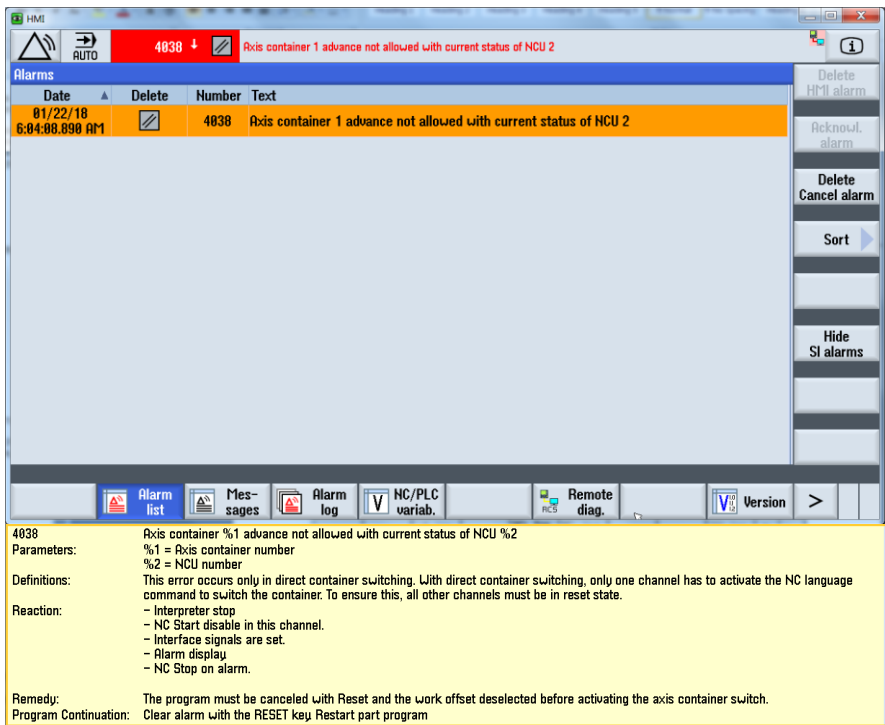 HMI
AUTO
4038 ↓ Axis container 1 advance not allowed with current status of NCU 2
Alarms
Date ▲ Delete Number Text
01/22/18
6:04:08.890 AM
4038 Axis container 1 advance not allowed with current status of NCU 2
Delete
HMI alarm
Acknowl.
alarm
Delete
Cancel alarm
Sort
Hide
SI alarms
Alarm
list
Mes-
sages
Alarm
log
V NC/PLC
variab.
RCS Remote
diag.
Version
>
4038 Axis container %1 advance not allowed with current status of NCU %2
Parameters: %1 = Axis container number
%2 = NCU number
Definitions: This error occurs only in direct container switching. With direct container switching, only one channel has to activate the NC language
command to switch the container. To ensure this, all other channels must be in reset state.
Reaction: – Interpreter stop
– NC Start disable in this channel.
– Interface signals are set.
– Alarm display
– NC Stop on alarm.
Remedy: The program must be canceled with Reset and the work offset deselected before activating the axis container switch.
Program Continuation: Clear alarm with the RESET key Restart part program